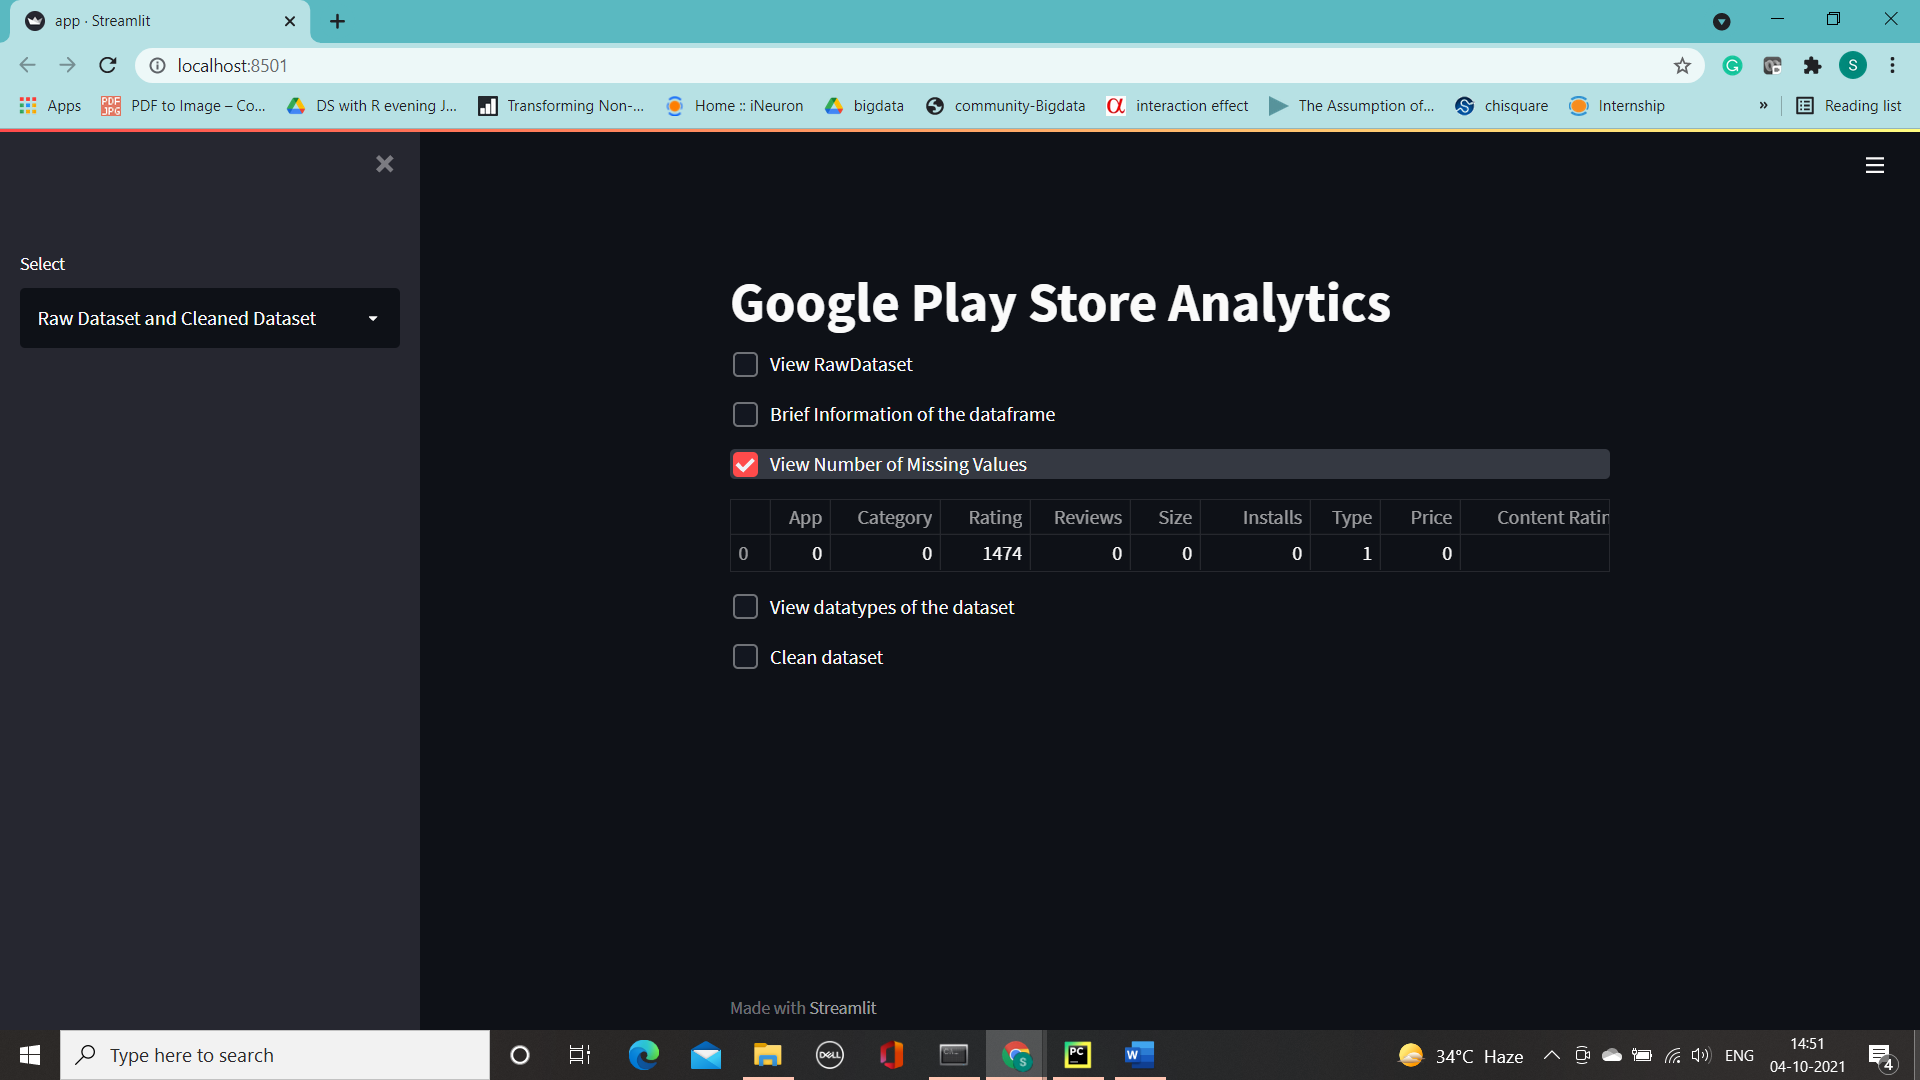 app · Streamlit
localhost:8501
S
Apps PDF to Image – Co... DS with R evening J... Transforming Non-... Home :: iNeuron bigdata community-Bigdata interaction effect The Assumption of... chisquare Internship » Reading list
Select
Raw Dataset and Cleaned Dataset
Google Play Store Analytics
View RawDataset
Brief Information of the dataframe
View Number of Missing Values
App Category Rating Reviews Size Installs Type Price Content Ratin
0 0 0 1474 0 0 0 1 0
View datatypes of the dataset
Clean dataset
Made with Streamlit
Type here to search
DELL
PC
W
S
34°C Haze
ENG
14:51
04-10-2021
4